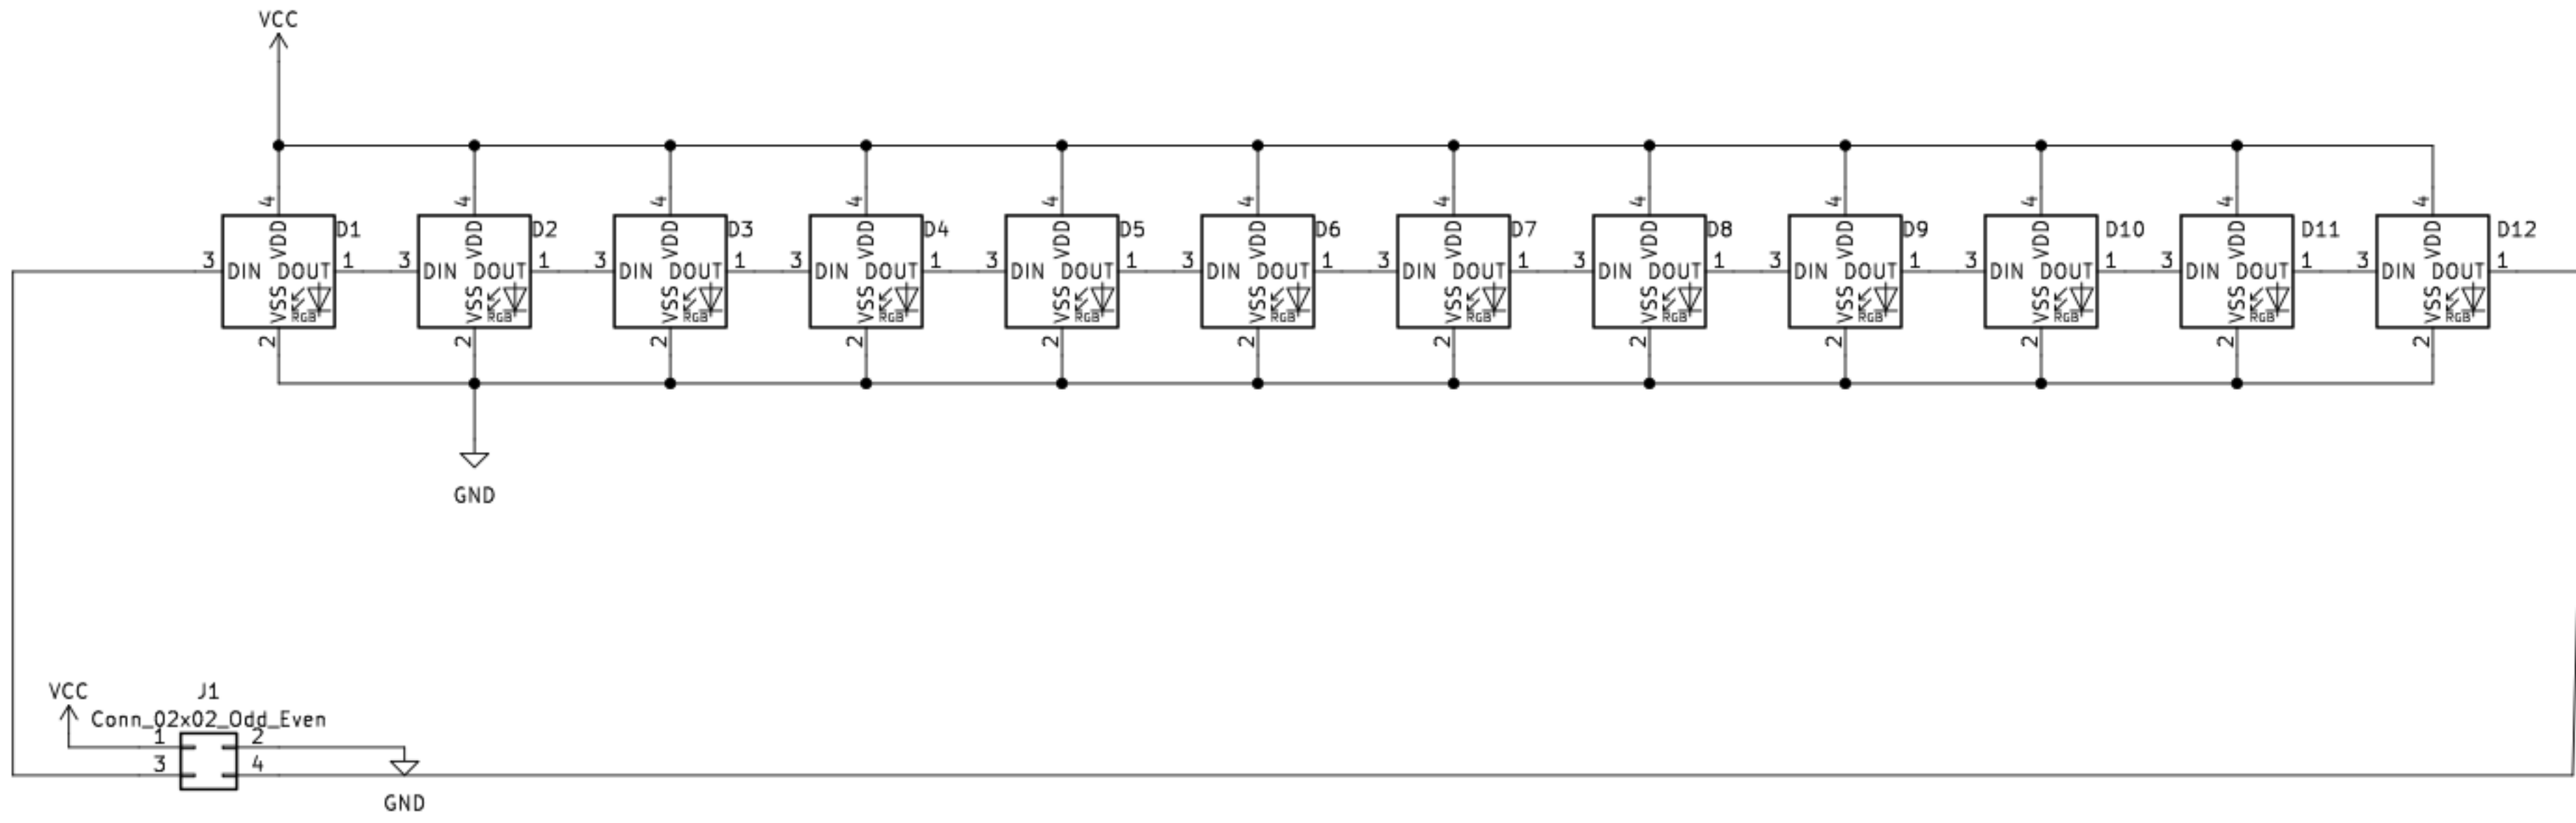 VCC
4 4 4 4 4 4 4 4 4 4 4 4
VDD D1 VDD D2 VDD D3 VDD D4 VDD D5 VDD D6 VDD D7 VDD D8 VDD D9 VDD D10 VDD D11 VDD D12
3 DIN DOUT 1 3 DIN DOUT 1 3 DIN DOUT 1 3 DIN DOUT 1 3 DIN DOUT 1 3 DIN DOUT 1 3 DIN DOUT 1 3 DIN DOUT 1 3 DIN DOUT 1 3 DIN DOUT 1 3 DIN DOUT 1 3 DIN DOUT 1
VSS RGB VSS RGB VSS RGB VSS RGB VSS RGB VSS RGB VSS RGB VSS RGB VSS RGB VSS RGB VSS RGB VSS RGB
2 2 2 2 2 2 2 2 2 2 2 2
GND
VCC J1
Conn_02x02_Odd_Even
1 2
3 4
GND